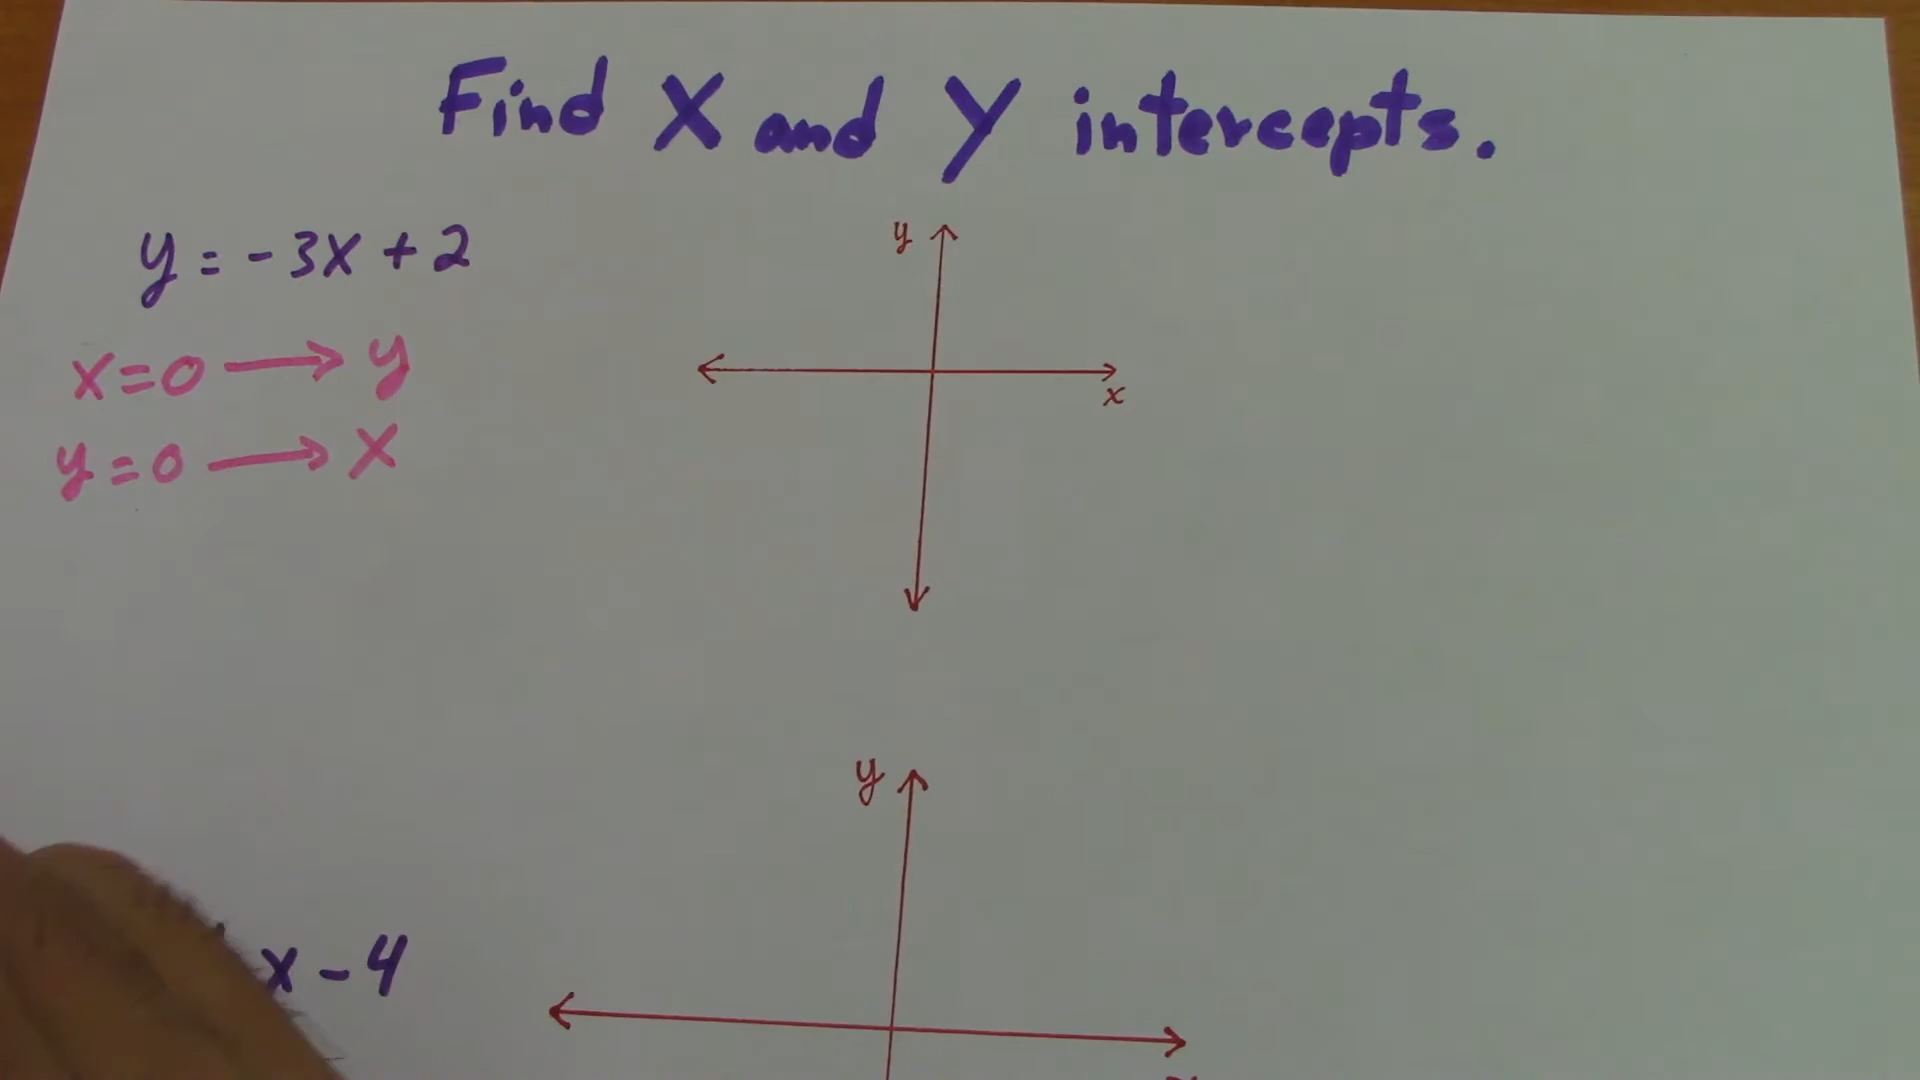 Find X and Y intercepts.
y = -3x + 2
x=0 → y
y=0 → x
y
x
y
x - 4